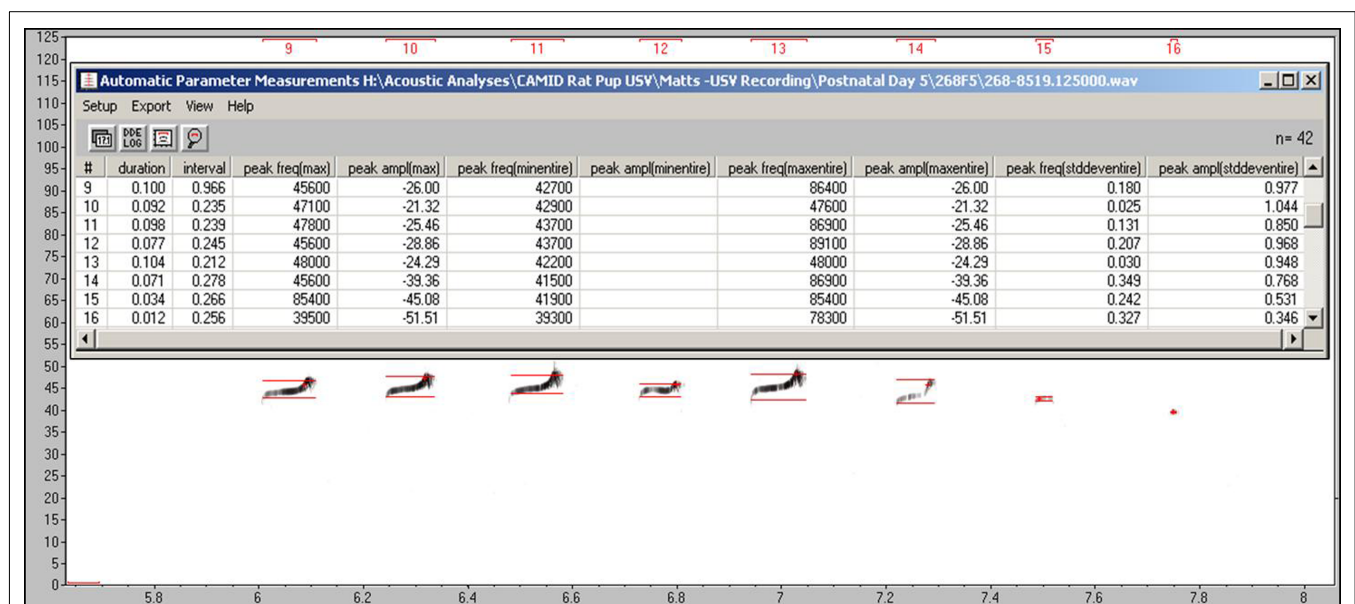 125
9 10 11 12 13 14 15 16
120
115
Automatic Parameter Measurements H:\Acoustic Analyses\CAMID Rat Pup USV\Matts -USV Recording\Postnatal Day 5\268F5\268-8519.125000.wav
110
Setup Export View Help
105
DDE LOG
n= 42
100
95
# duration interval peak freq(max) peak ampl(max) peak freq(minentire) peak ampl(minentire) peak freq(maxentire) peak ampl(maxentire) peak freq(stddeventire) peak ampl(stddeventire)
90
9 0.100 0.966 45600 -26.00 42700 86400 -26.00 0.180 0.977
10 0.092 0.235 47100 -21.32 42900 47600 -21.32 0.025 1.044
85
11 0.098 0.239 47800 -25.46 43700 86900 -25.46 0.131 0.850
80
12 0.077 0.245 45600 -28.86 43700 89100 -28.86 0.207 0.968
75
13 0.104 0.212 48000 -24.29 42200 48000 -24.29 0.030 0.948
70
14 0.071 0.278 45600 -39.36 41500 86900 -39.36 0.349 0.768
65
15 0.034 0.266 85400 -45.08 41900 85400 -45.08 0.242 0.531
60
16 0.012 0.256 39500 -51.51 39300 78300 -51.51 0.327 0.346
55
50
45
40
35
30
25
20
15
10
5
0
5.8 6 6.2 6.4 6.6 6.8 7 7.2 7.4 7.6 7.8 8